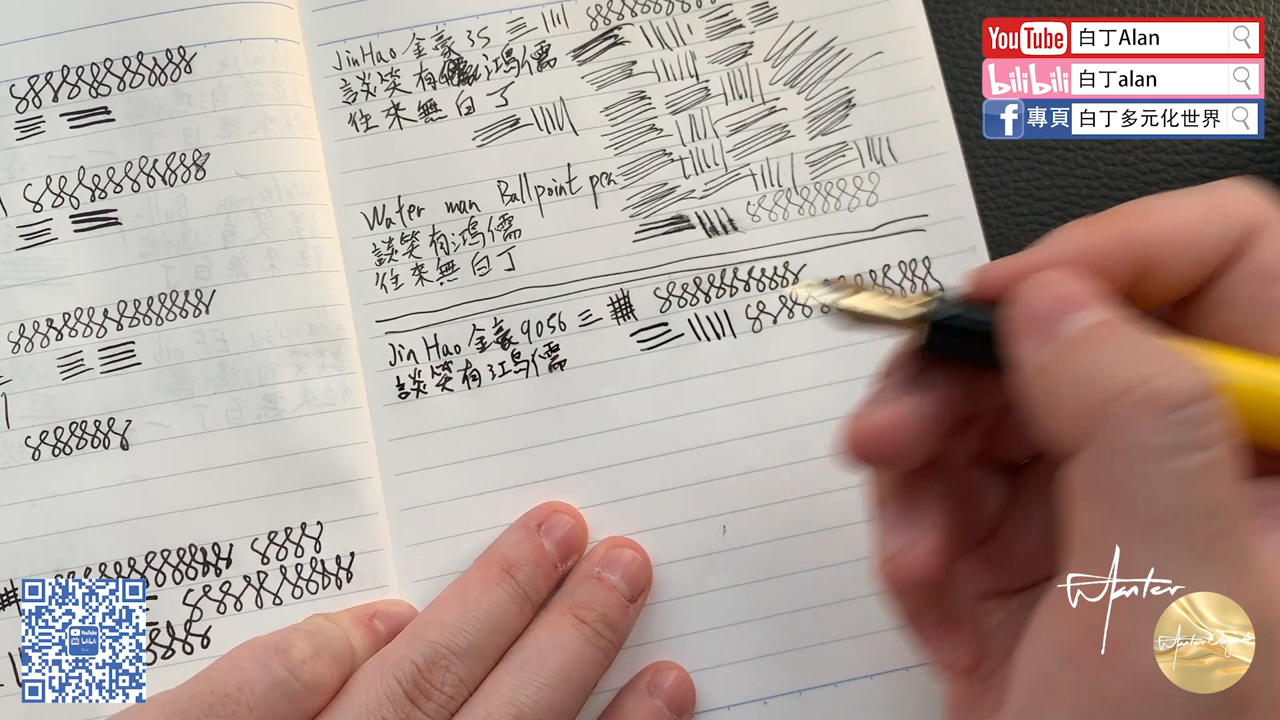 JinHao 金豪 35
談笑有鴻儒
往來無白丁
Water man Ballpoint pen
談笑有鴻儒
往來無白丁
Jin Hao 金豪 9056
談笑有鴻儒
YouTube 白丁Alan
bilibili 白丁alan
f 專頁 白丁多元化世界